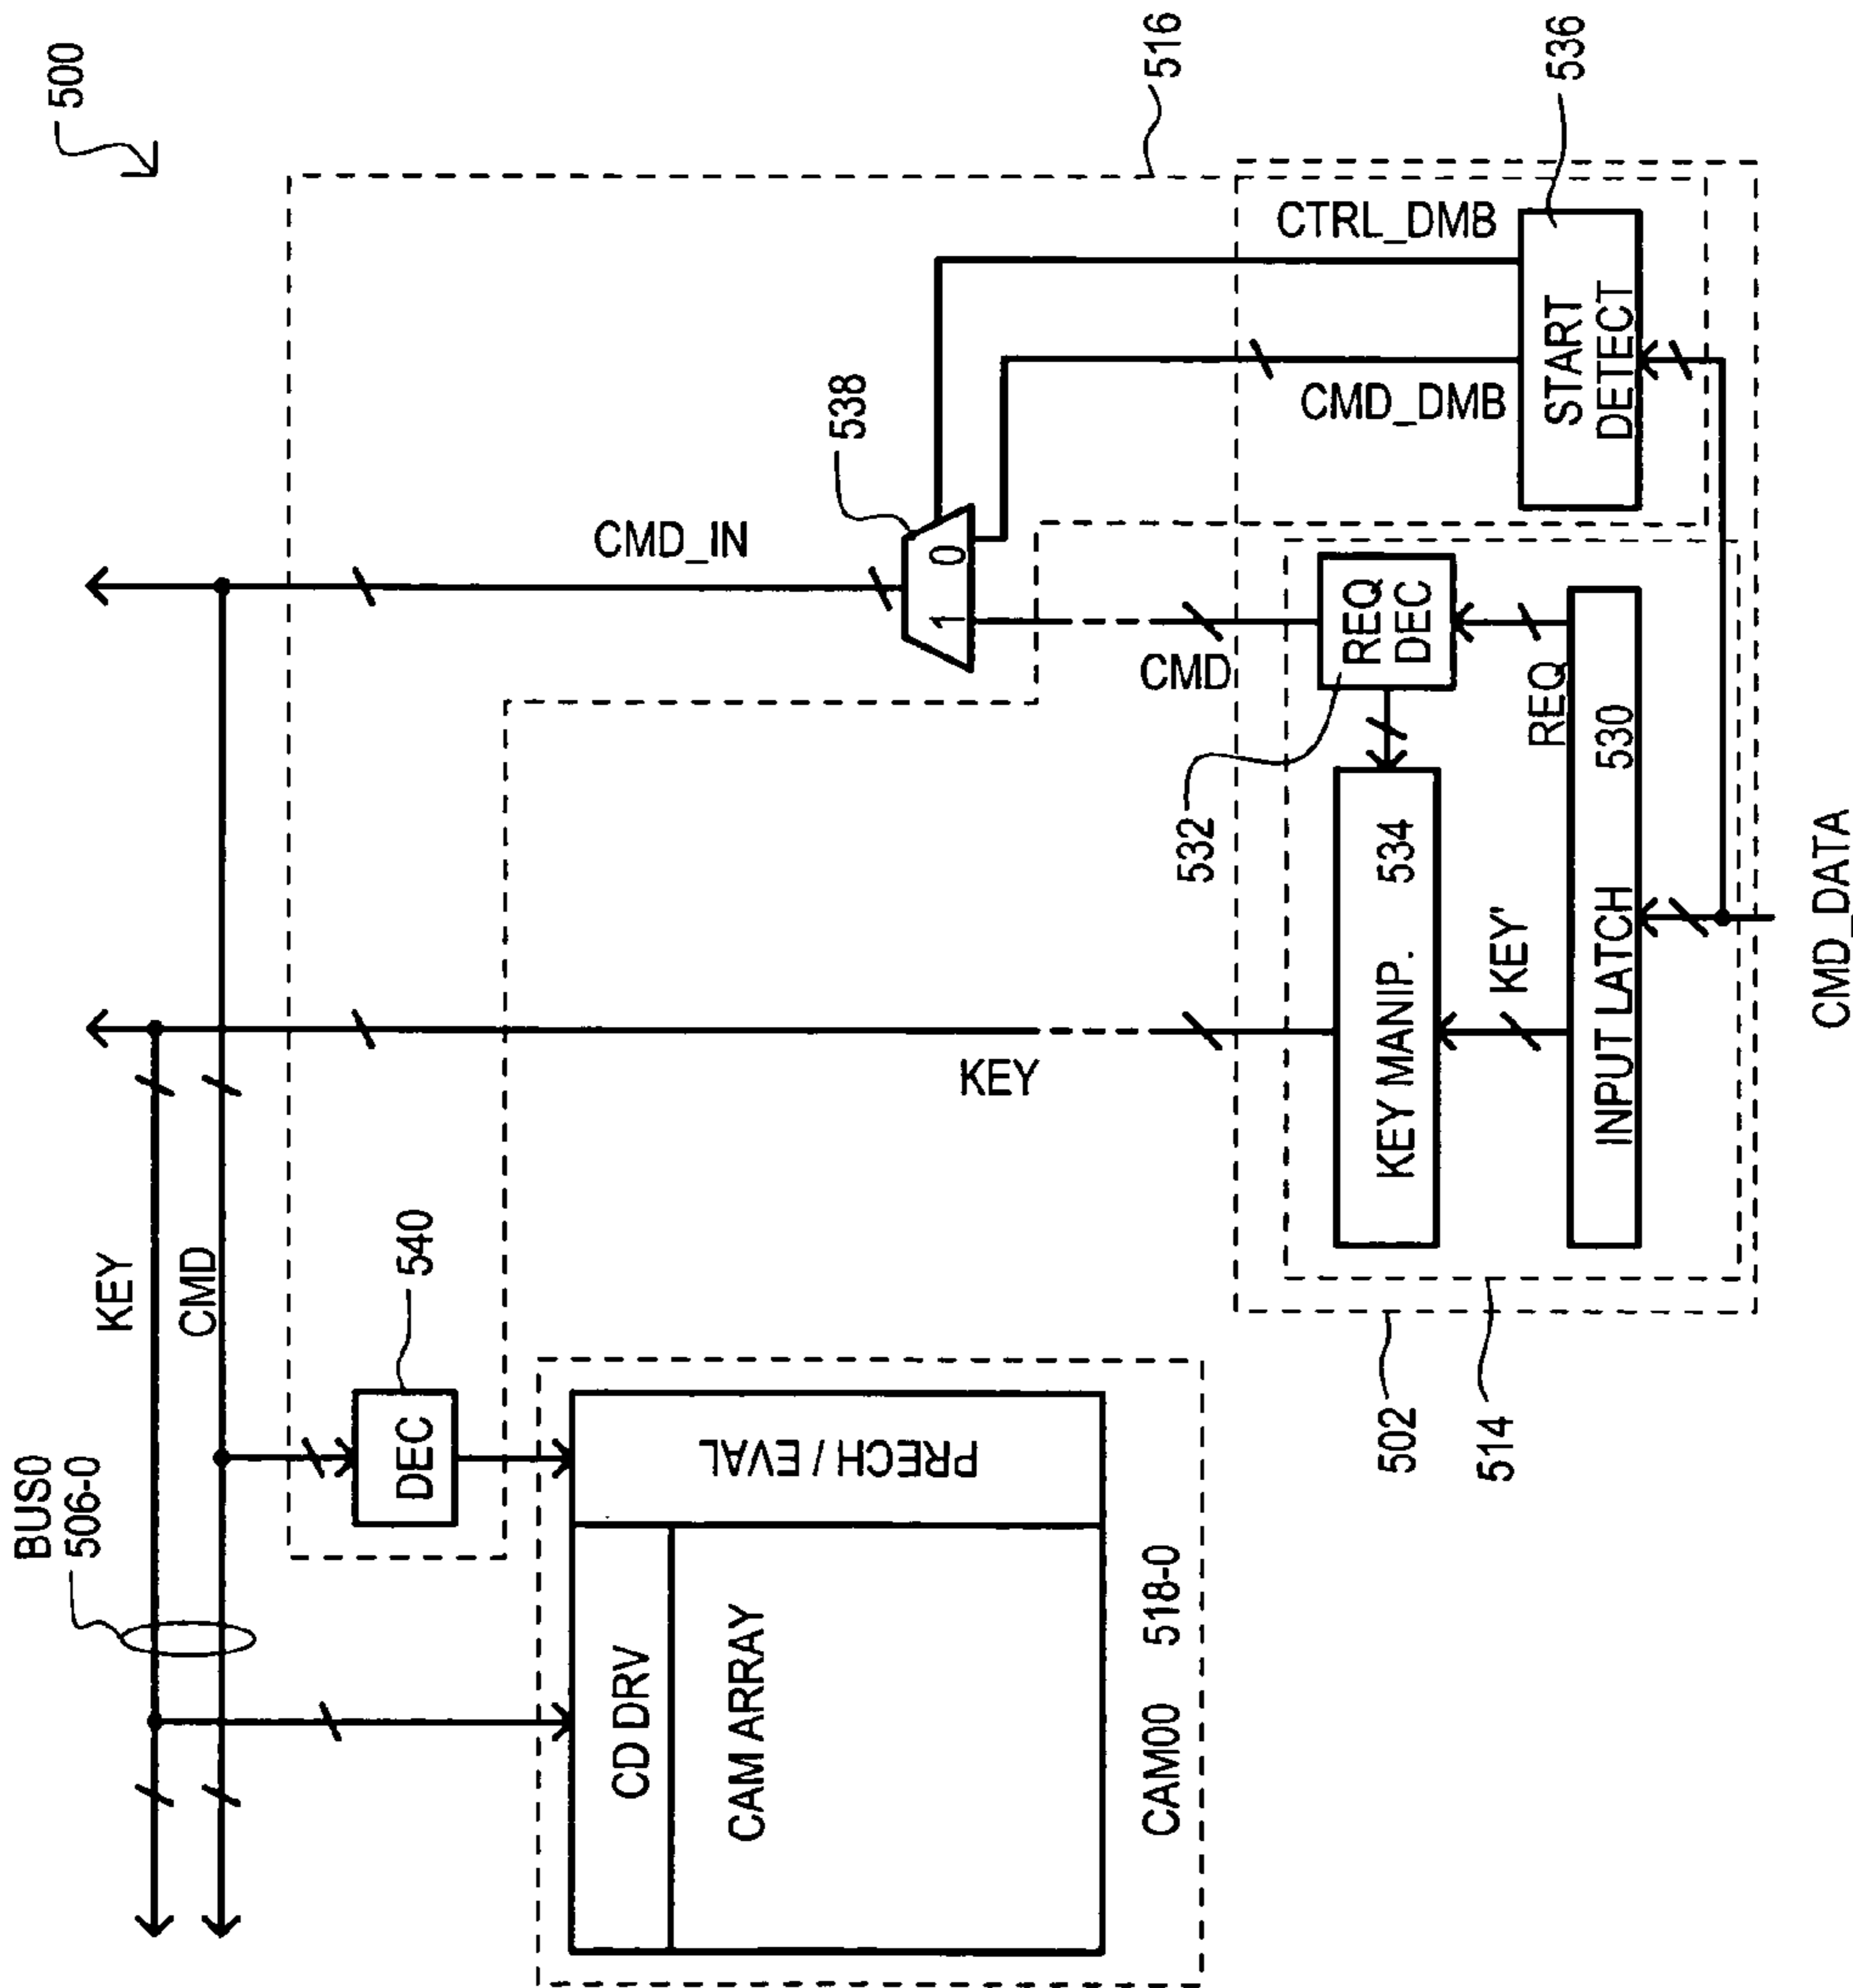 500
BUS0
506-0
KEY
CMD
540
DEC
CD DRV
CAM ARRAY
PRECH / EVAL
CAM00 518-0
KEY
CMD_IN
538
1 0
516
CMD
CTRL_DMB
CMD_DMB
532
REQ
DEC
KEY MANIP. 534
START
DETECT
536
KEY'
REQ
INPUT LATCH 530
502
514
CMD_DATA